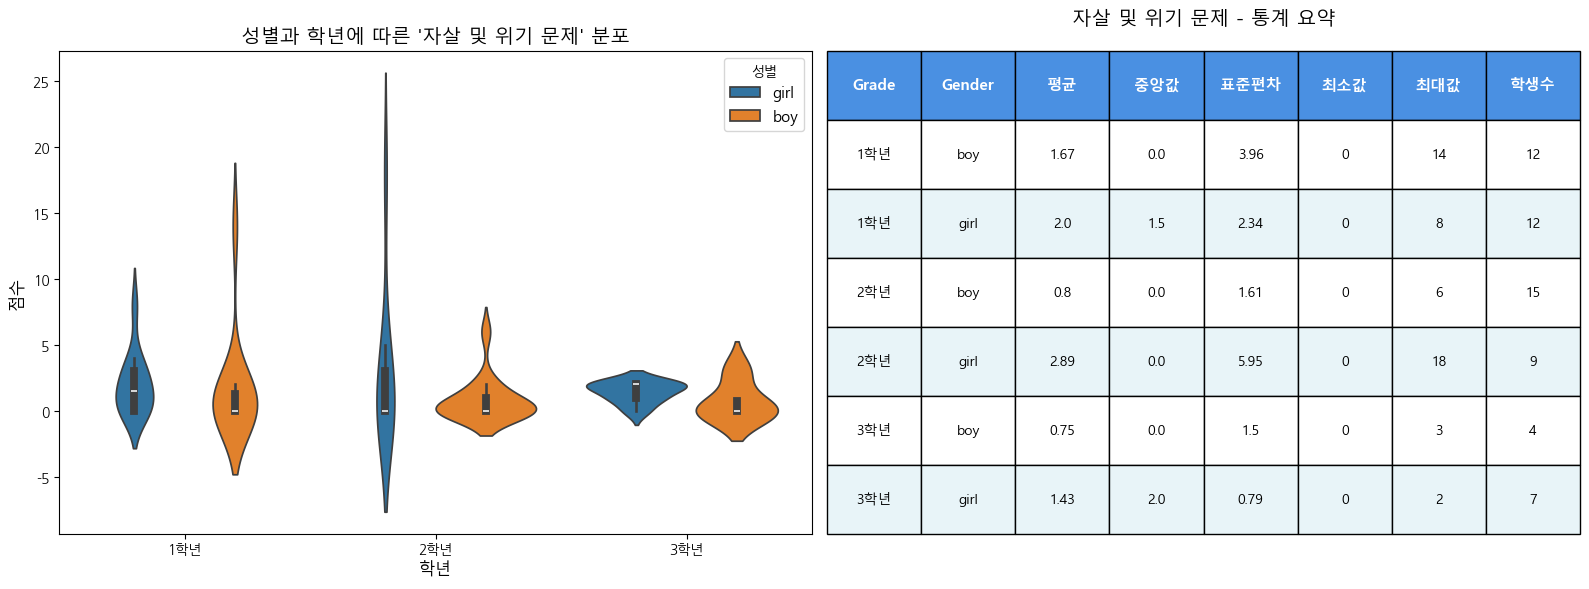 성별과 학년에 따른 '자살 및 위기 문제' 분포
성별
girl
boy
점수
25
20
15
10
5
0
-5
1학년 2학년 3학년
학년
자살 및 위기 문제 - 통계 요약
Grade Gender 평균 중앙값 표준편차 최소값 최대값 학생수
1학년 boy 1.67 0.0 3.96 0 14 12
1학년 girl 2.0 1.5 2.34 0 8 12
2학년 boy 0.8 0.0 1.61 0 6 15
2학년 girl 2.89 0.0 5.95 0 18 9
3학년 boy 0.75 0.0 1.5 0 3 4
3학년 girl 1.43 2.0 0.79 0 2 7